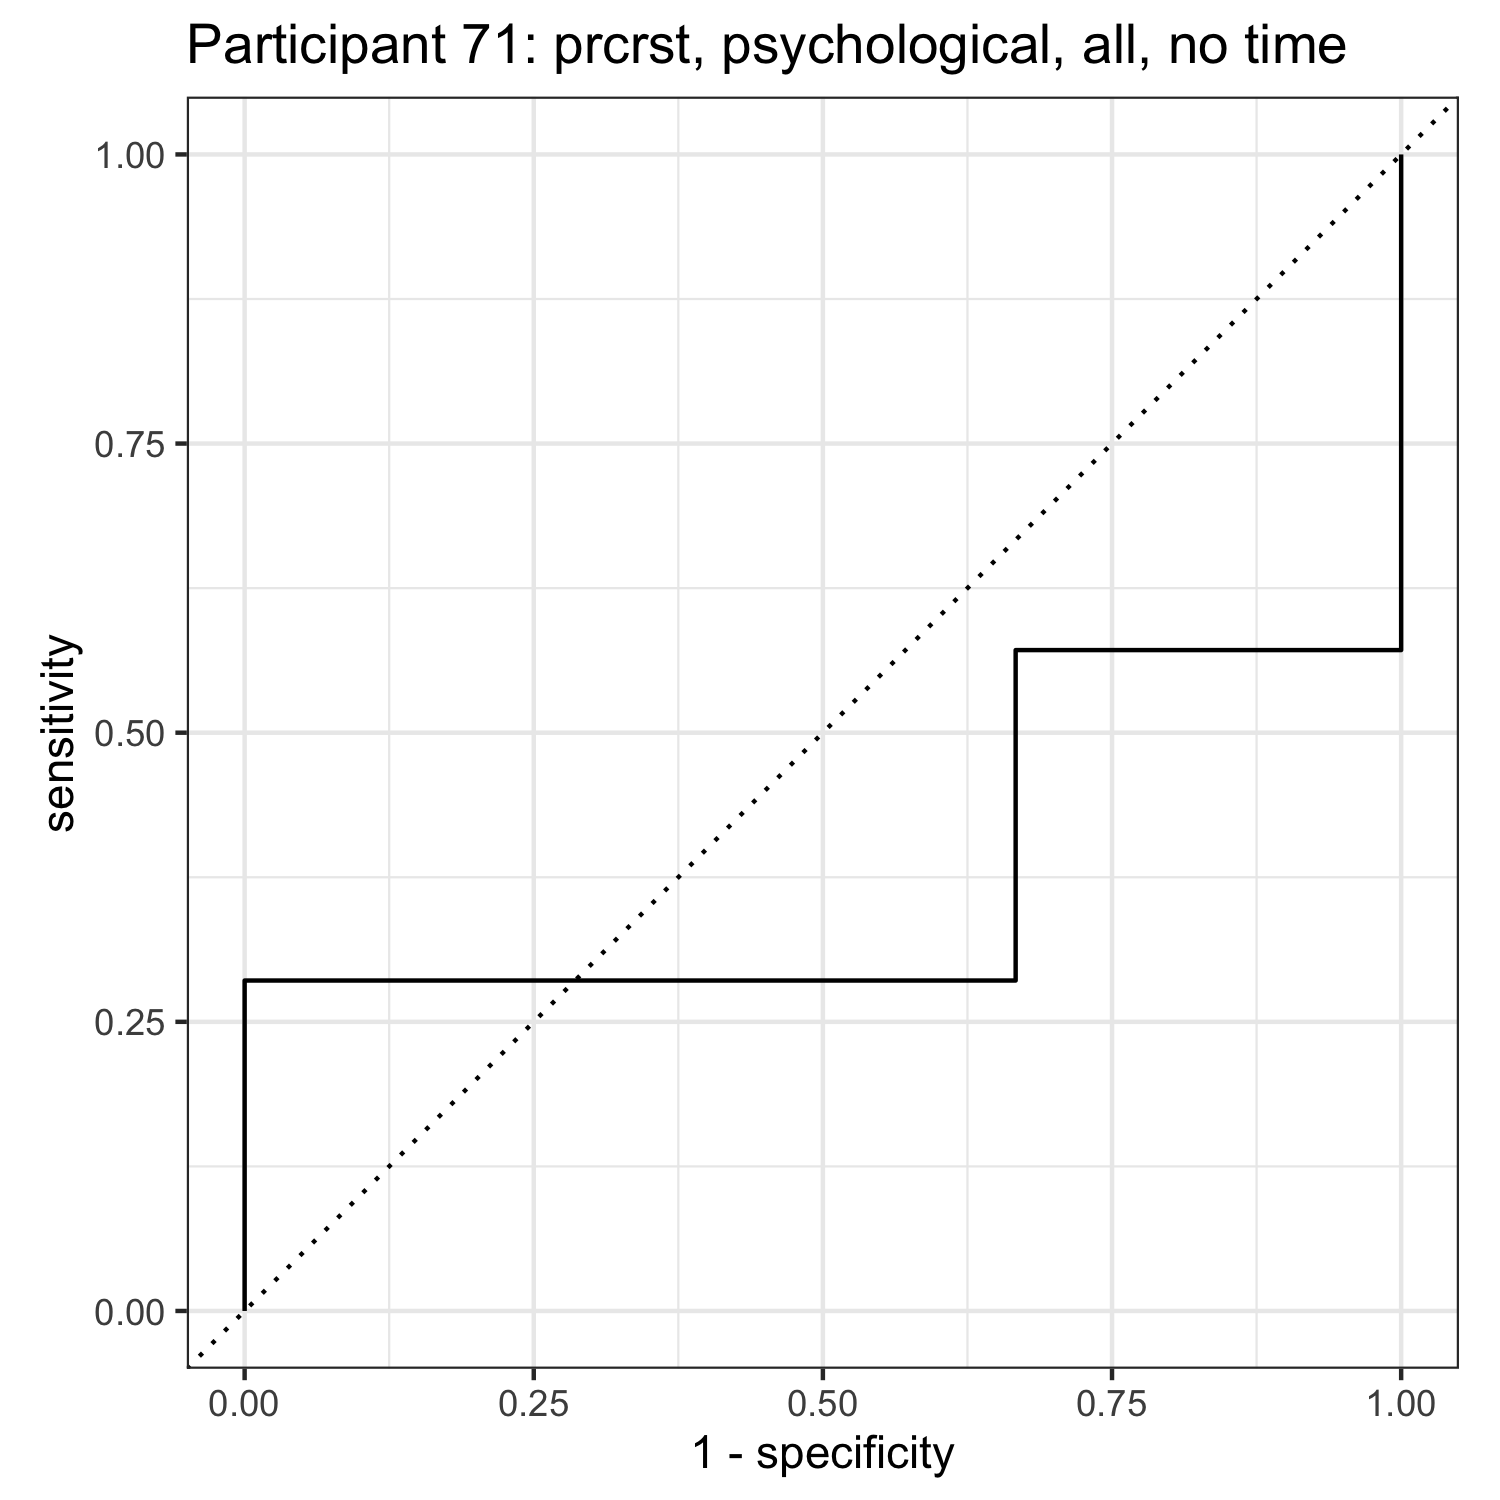 Participant 71: prcrst, psychological, all, no time
1.00
0.75
0.50
0.25
0.00
sensitivity
0.00 0.25 0.50 0.75 1.00
1 - specificity